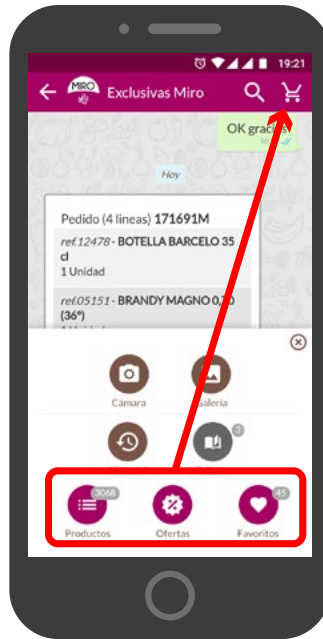 19:21
MIRO
Exclusivas Miro
OK gracias
Hoy
Pedido (4 lineas) 171691M
ref.12478 - BOTELLA BARCELO 35
cl
1 Unidad
ref.05151 - BRANDY MAGNO 0,70
(36º)
Cámara
Galería
3
3068
45
Productos
Ofertas
Favoritos